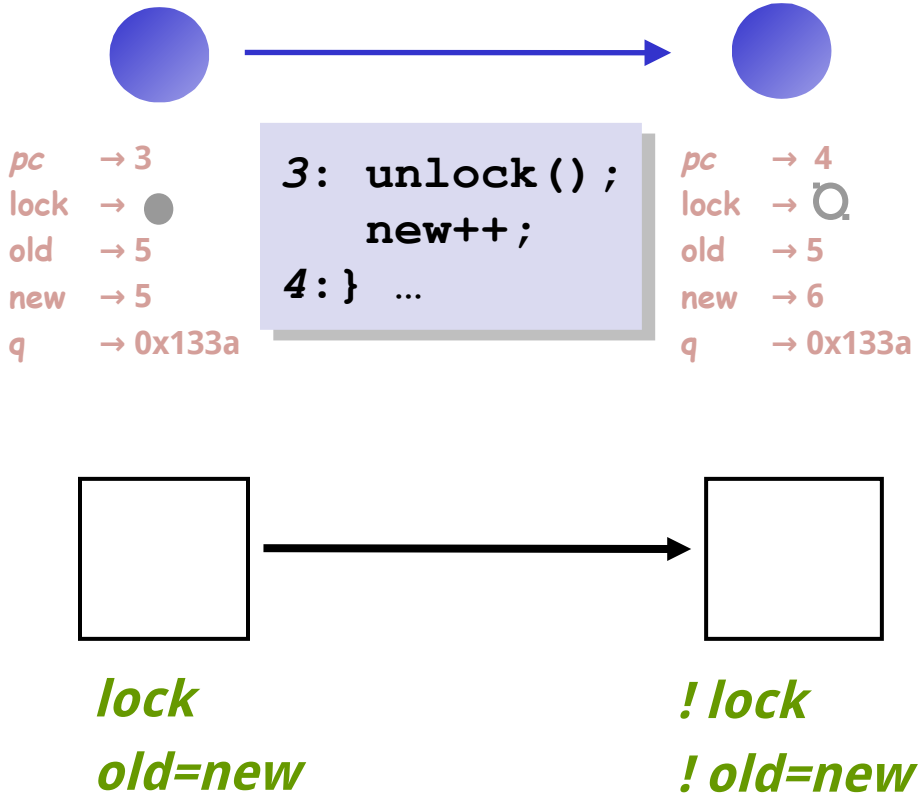 pc → 3
lock →
old → 5
new → 5
q → 0x133a
3: unlock();
new++;
4:} …
pc → 4
lock →
old → 5
new → 6
q → 0x133a
lock
old=new
! lock
! old=new